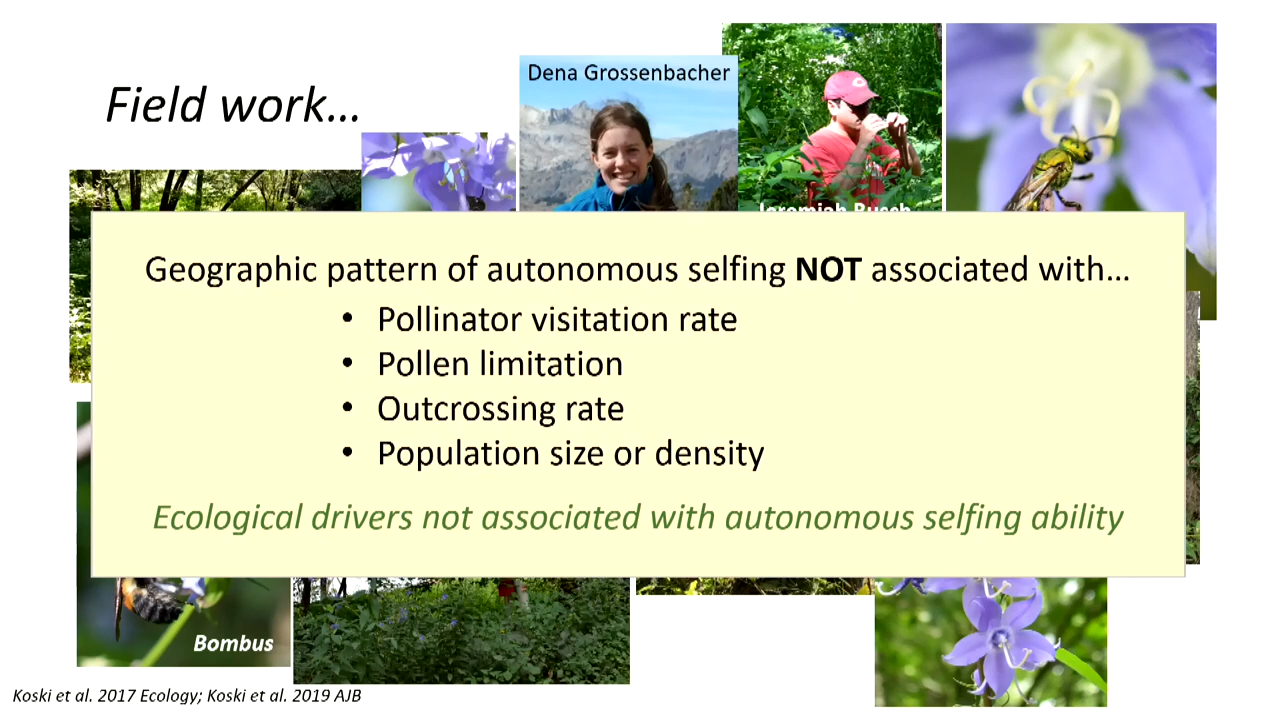 Field work…
Dena Grossenbacher
Jeremiah Busch
Geographic pattern of autonomous selfing NOT associated with…
• Pollinator visitation rate
• Pollen limitation
• Outcrossing rate
• Population size or density
Ecological drivers not associated with autonomous selfing ability
Bombus
Koski et al. 2017 Ecology; Koski et al. 2019 AJB